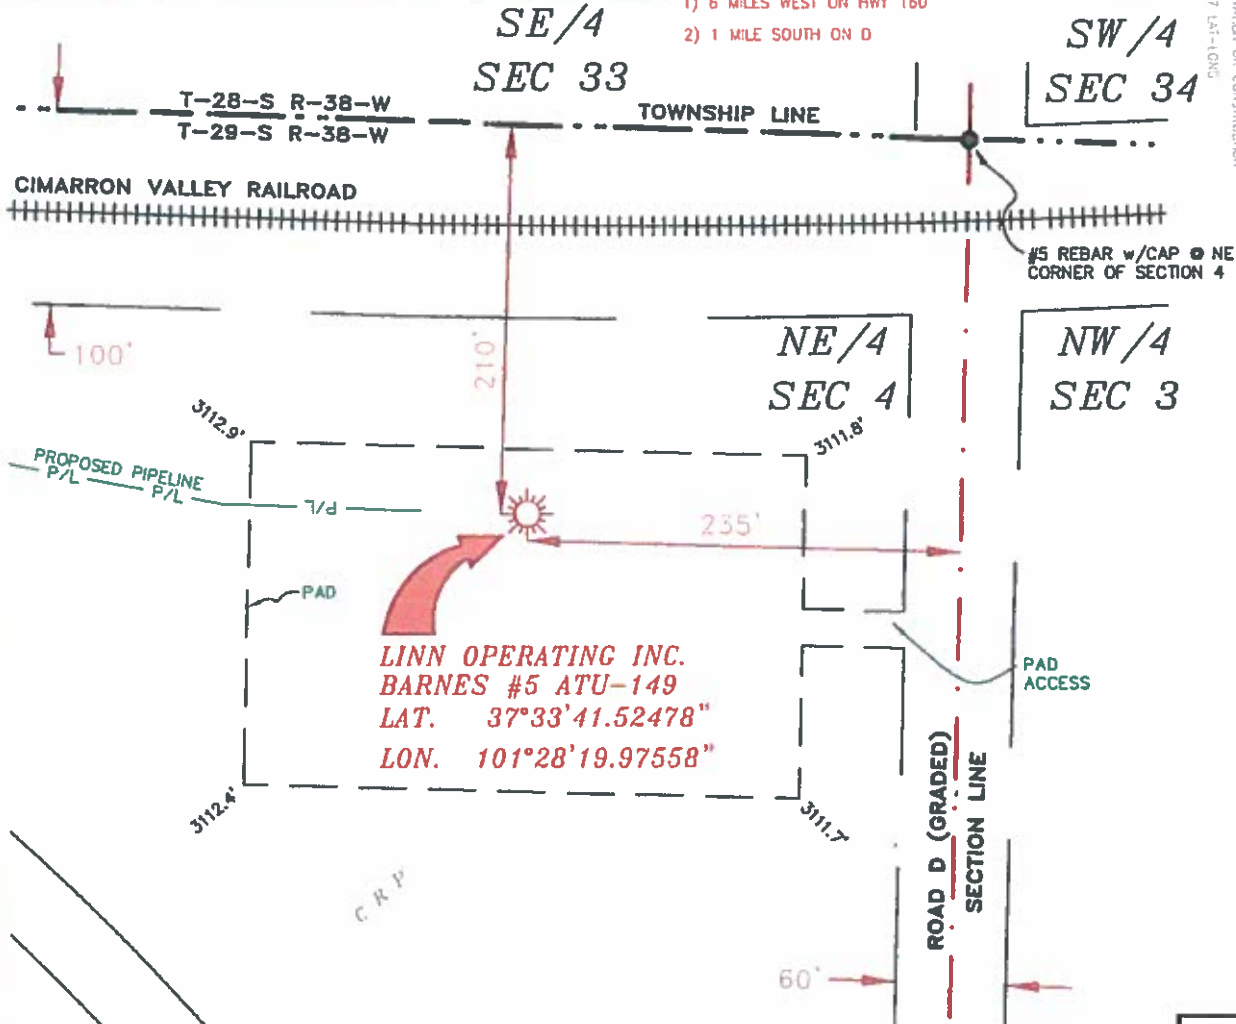 1) 6 MILES WEST ON HWY 160
2) 1 MILE SOUTH ON D
SE/4
SEC 33
SW/4
SEC 34
LAT-LONG
T-28-S R-38-W
T-29-S R-38-W
TOWNSHIP LINE
CIMARRON VALLEY RAILROAD
#5 REBAR w/CAP @ NE
CORNER OF SECTION 4
100'
210'
NE/4
SEC 4
NW/4
SEC 3
3112.9'
3111.8'
PROPOSED PIPELINE
P/L
P/L
P/L
235'
PAD
LINN OPERATING INC.
BARNES #5 ATU-149
LAT. 37°33'41.52478"
LON. 101°28'19.97558"
PAD
ACCESS
3112.4'
3111.7'
ROAD D (GRADED)
SECTION LINE
C R P
60'